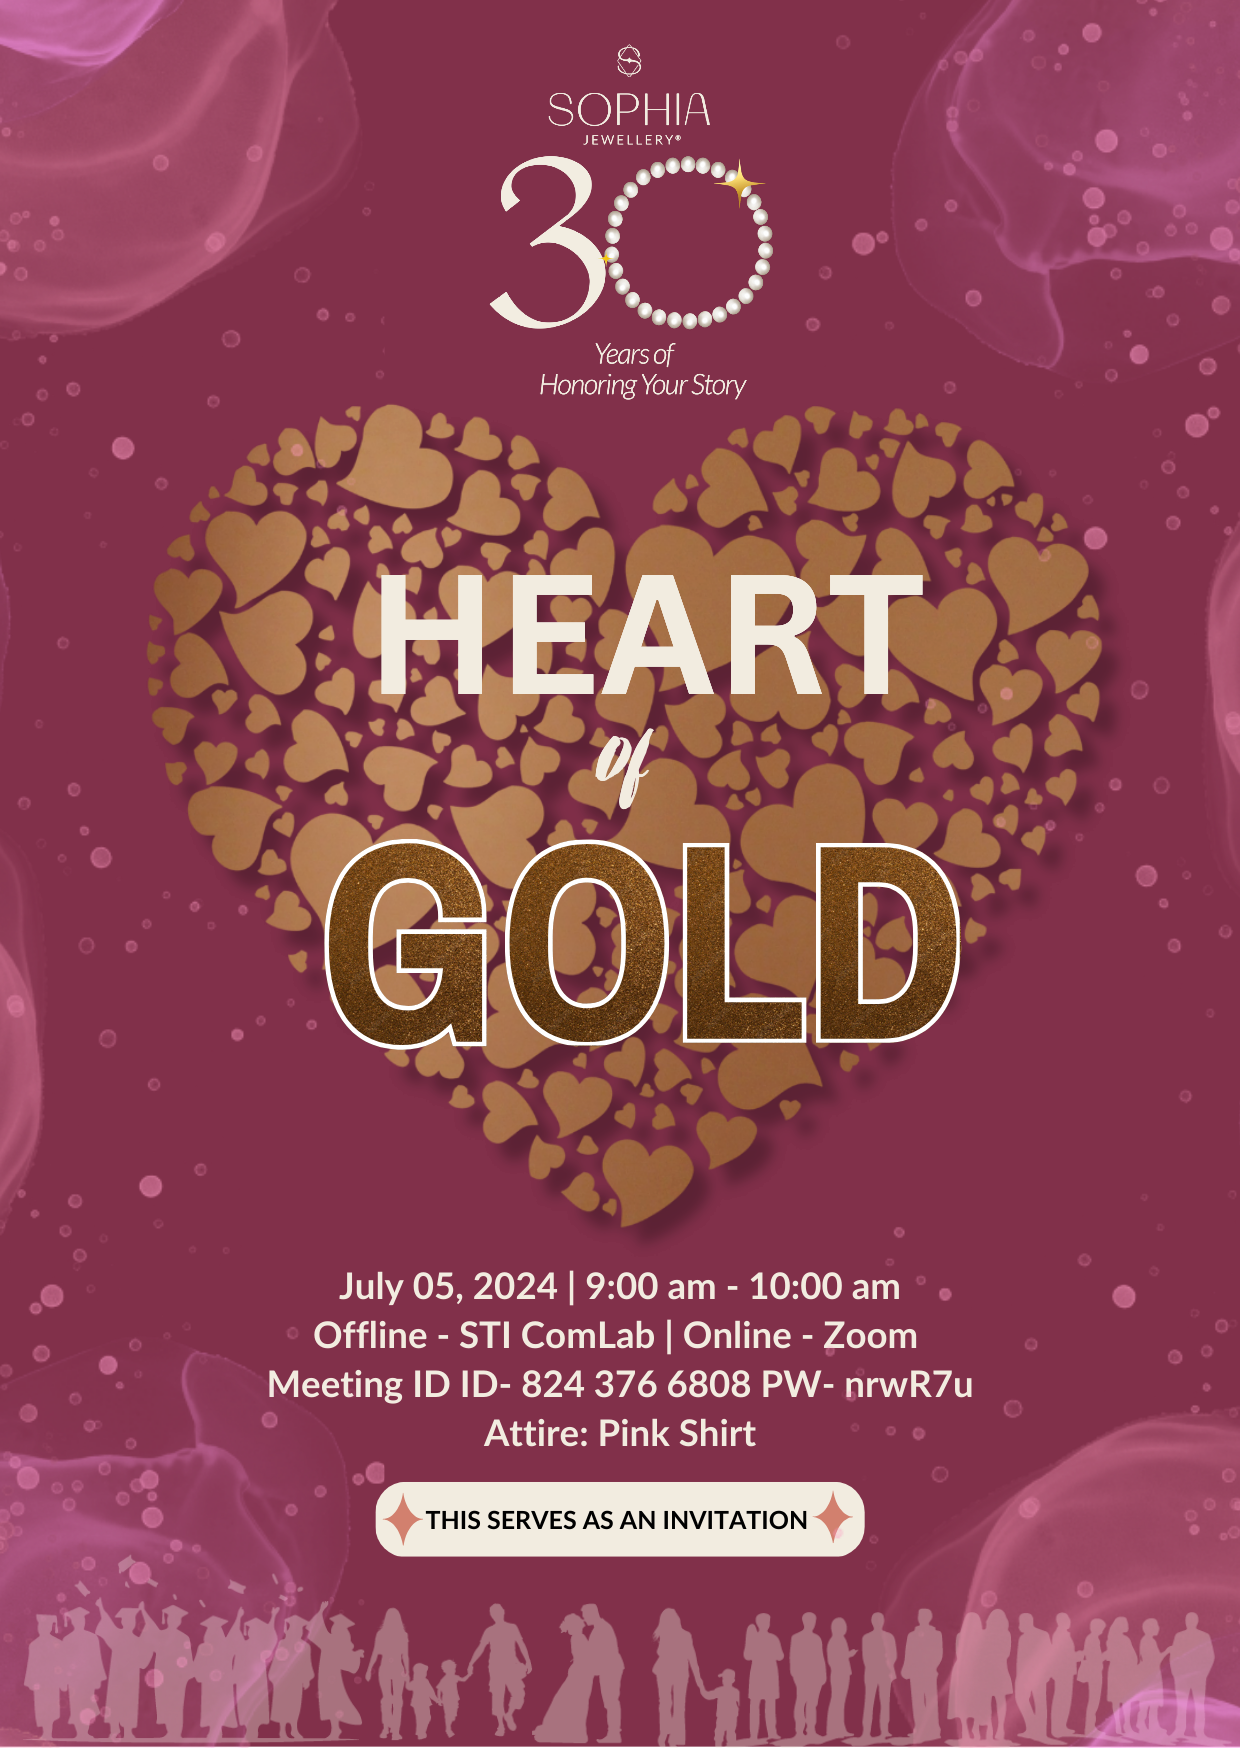 SOPHIA
JEWELLERY®
30
Years of
Honoring Your Story
HEART
of
GOLD
July 05, 2024 | 9:00 am - 10:00 am
Offline - STI ComLab | Online - Zoom
Meeting ID ID- 824 376 6808 PW- nrwR7u
Attire: Pink Shirt
THIS SERVES AS AN INVITATION